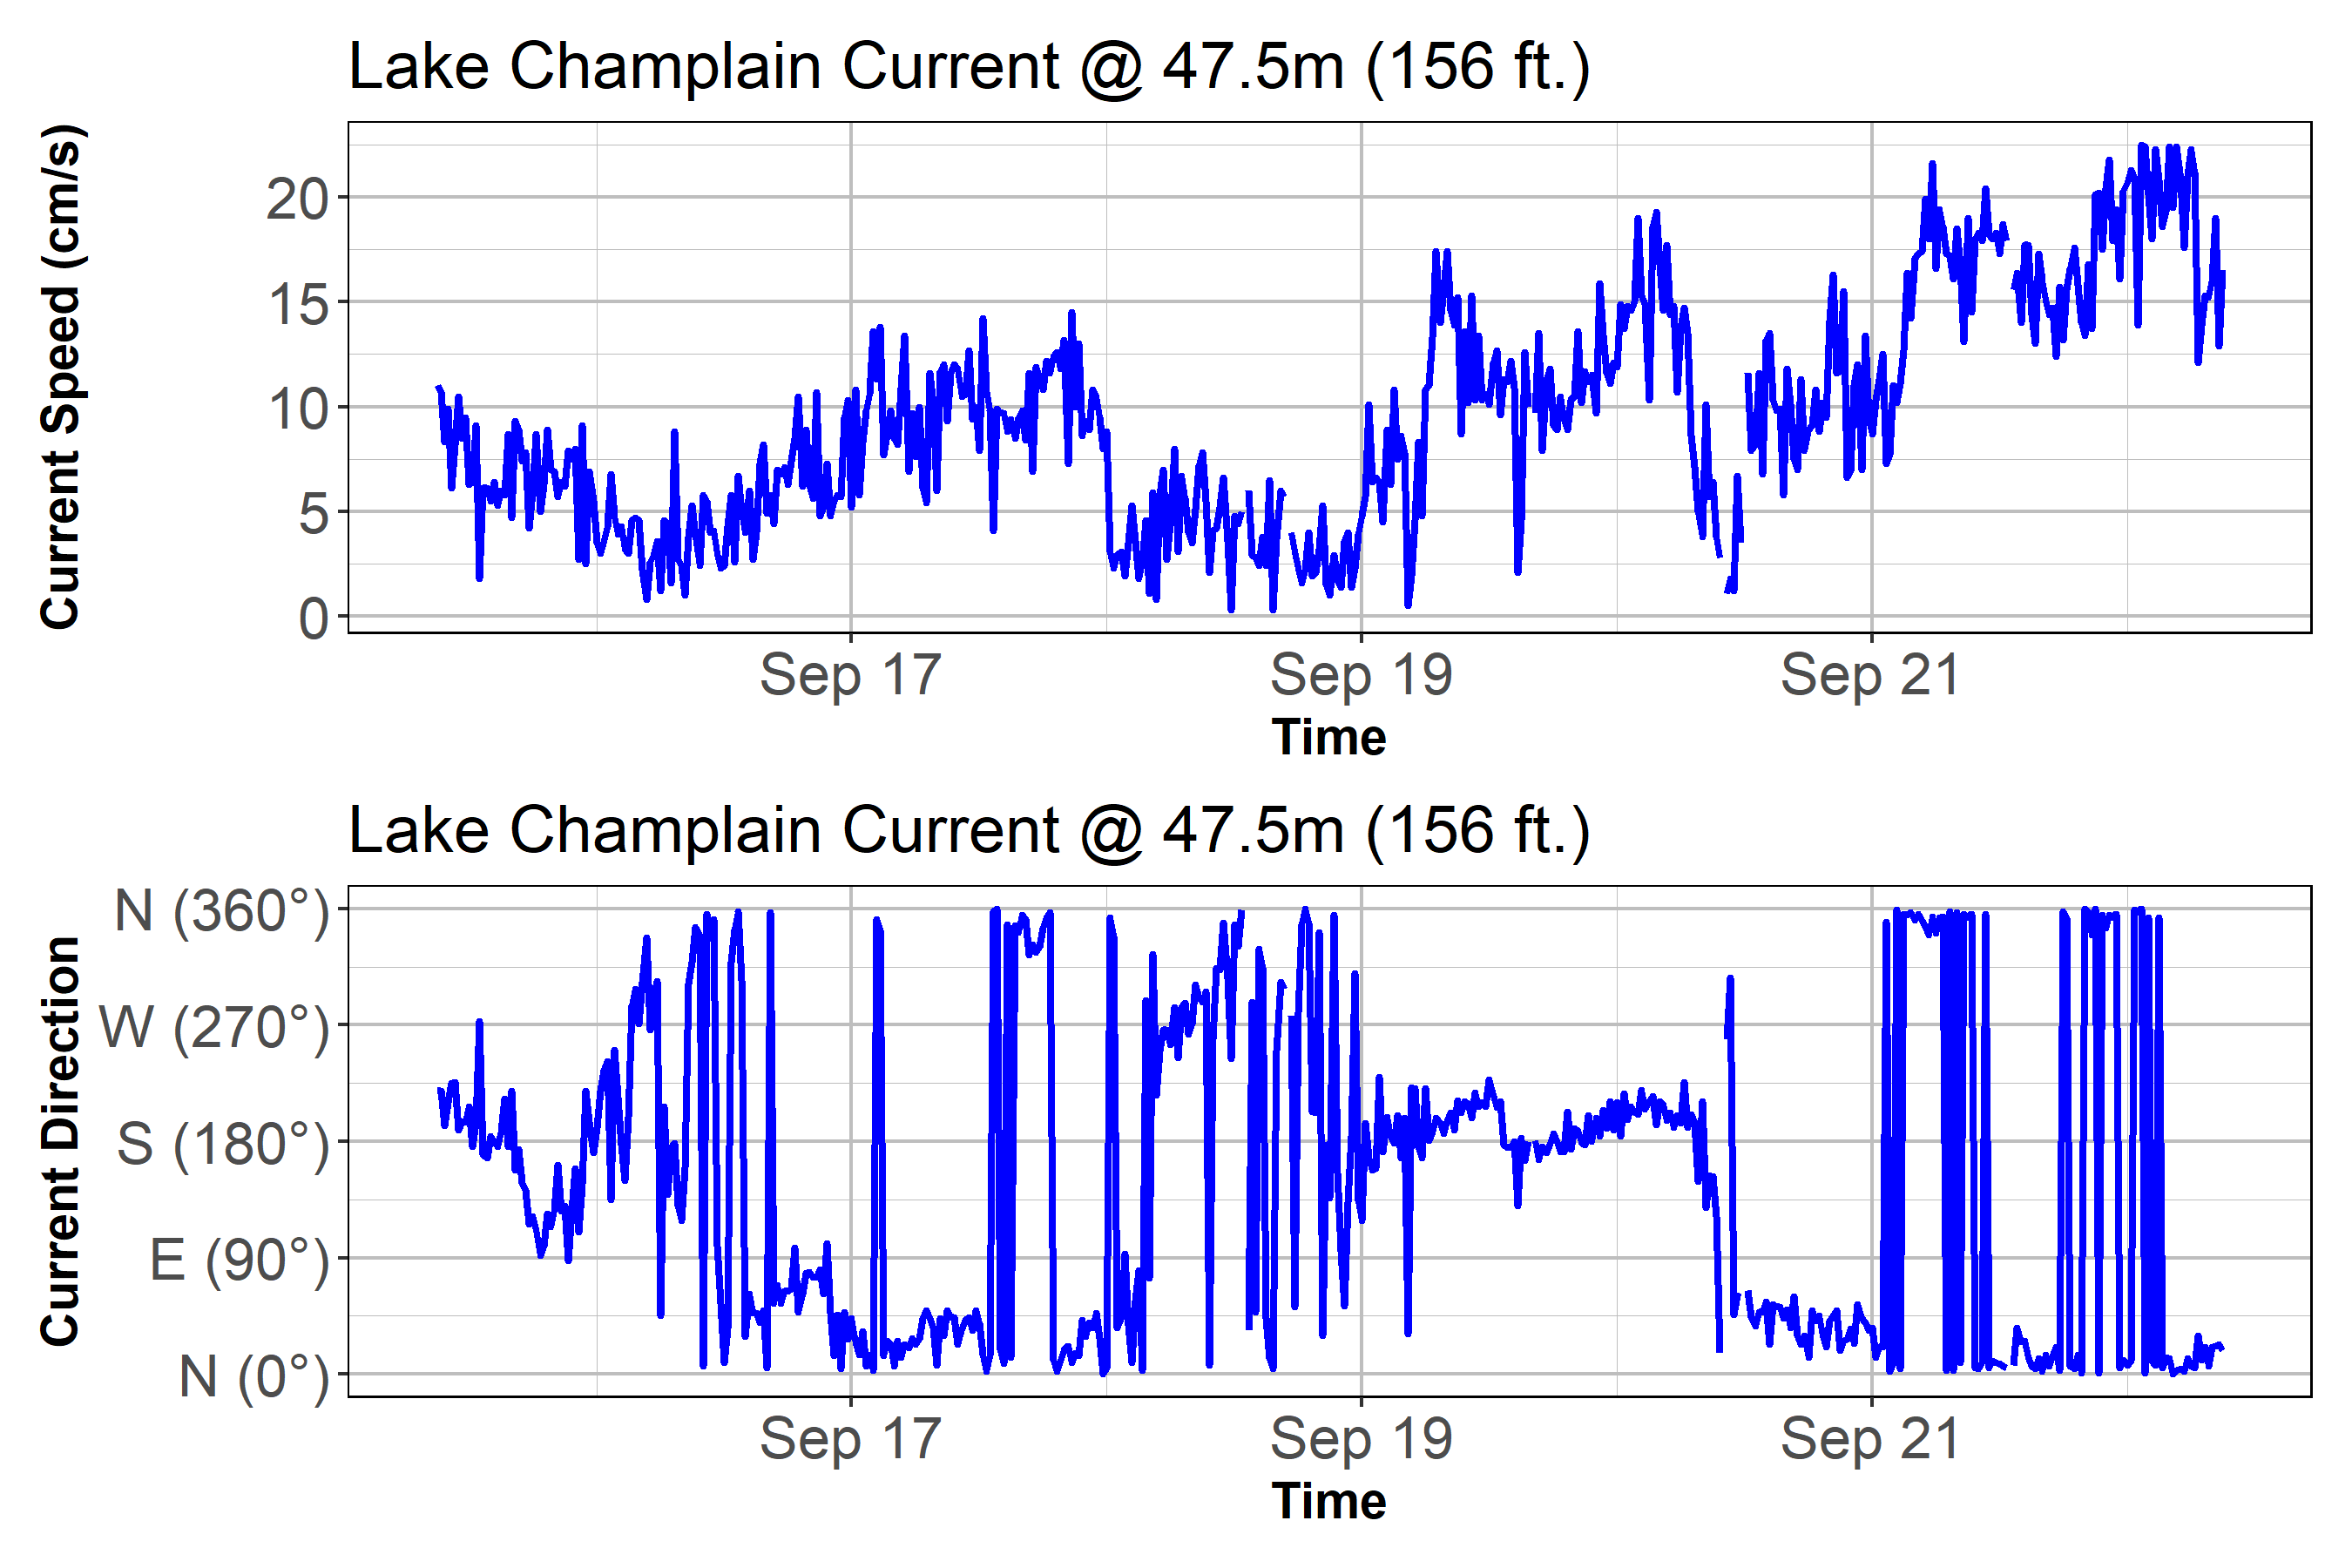 Lake Champlain Current @ 47.5m (156 ft.)
Current Speed (cm/s)
20
15
10
5
0
Sep 17 Sep 19 Sep 21
Time
Lake Champlain Current @ 47.5m (156 ft.)
Current Direction
N (360°)
W (270°)
S (180°)
E (90°)
N (0°)
Sep 17 Sep 19 Sep 21
Time